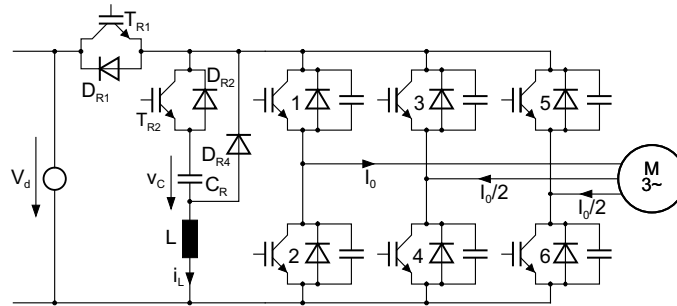 T_R1
D_R1
D_R2
1
3
5
T_R2
D_R4
M
3~
V_d
v_C
C_R
I_0
I_0/2
I_0/2
L
2
4
6
i_L